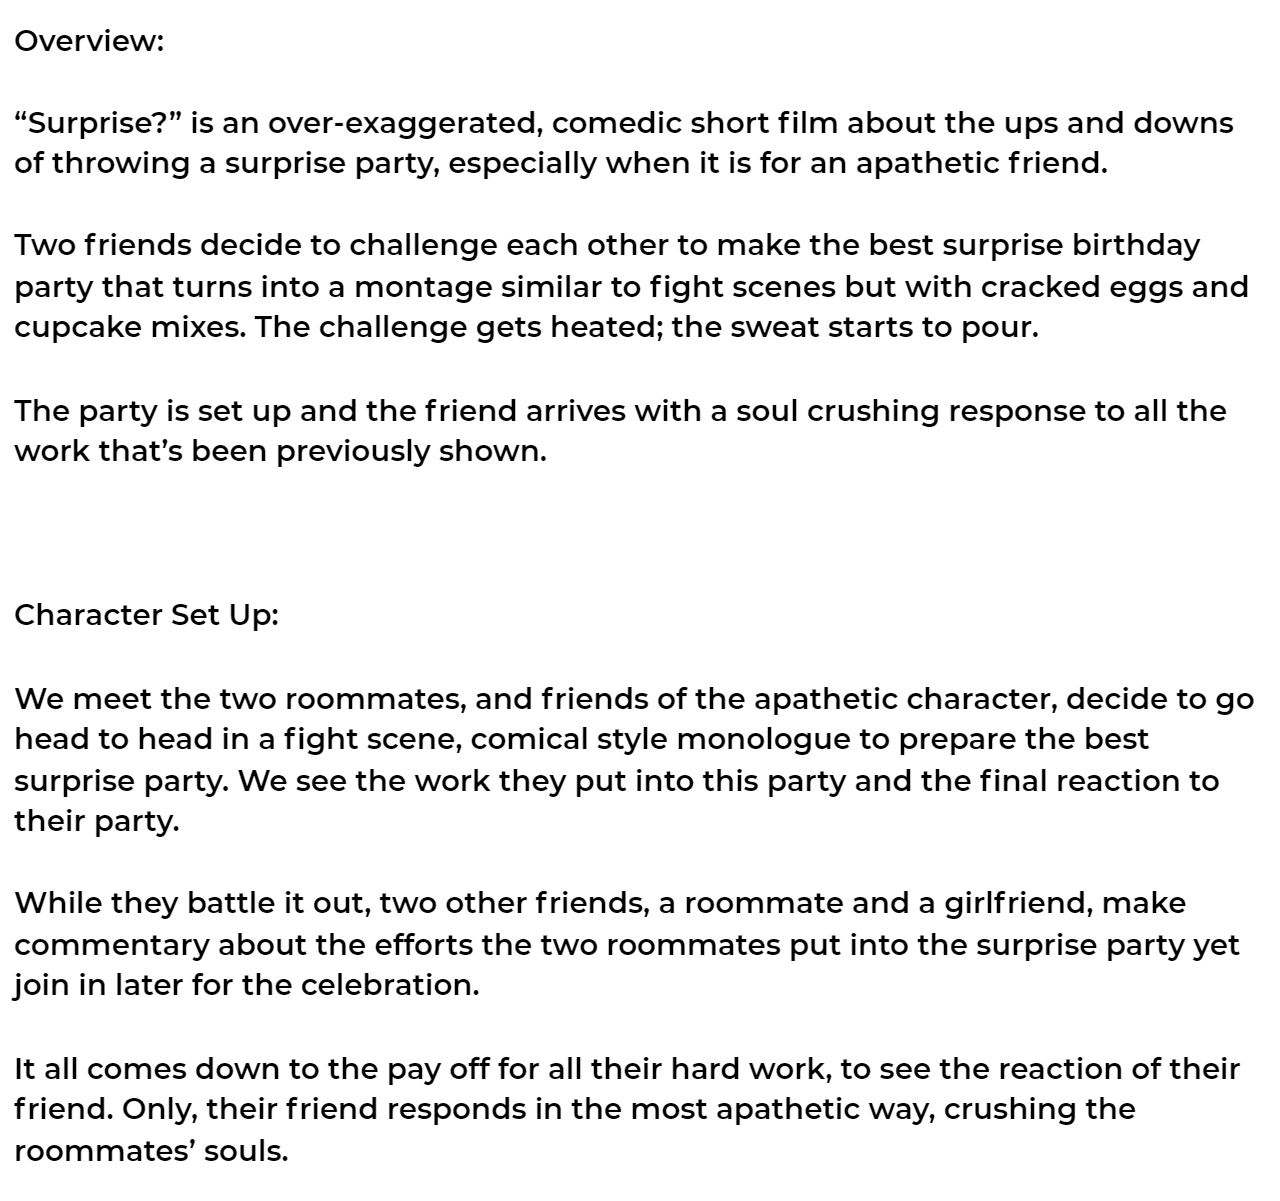 Overview:
“Surprise?” is an over-exaggerated, comedic short film about the ups and downs
of throwing a surprise party, especially when it is for an apathetic friend.
Two friends decide to challenge each other to make the best surprise birthday
party that turns into a montage similar to fight scenes but with cracked eggs and
cupcake mixes. The challenge gets heated; the sweat starts to pour.
The party is set up and the friend arrives with a soul crushing response to all the
work that’s been previously shown.
Character Set Up:
We meet the two roommates, and friends of the apathetic character, decide to go
head to head in a fight scene, comical style monologue to prepare the best
surprise party. We see the work they put into this party and the final reaction to
their party.
While they battle it out, two other friends, a roommate and a girlfriend, make
commentary about the efforts the two roommates put into the surprise party yet
join in later for the celebration.
It all comes down to the pay off for all their hard work, to see the reaction of their
friend. Only, their friend responds in the most apathetic way, crushing the
roommates’ souls.